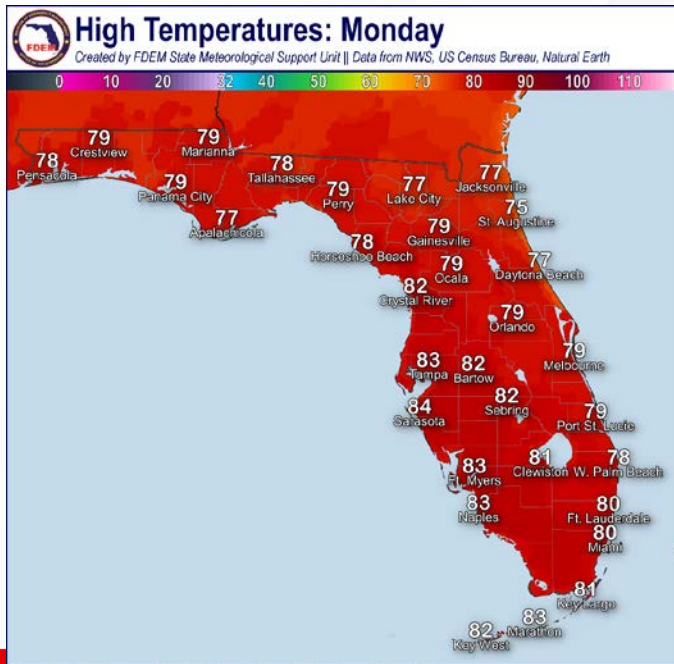 FDEM
High Temperatures: Monday
Created by FDEM State Meteorological Support Unit || Data from NWS, US Census Bureau, Natural Earth
0 10 20 32 40 50 60 70 80 90 100 110
79
Crestview
79
Marianna
78
Pensacola
78
Tallahassee
79
Panama City
79
Perry
77
Lake City
77
Jacksonville
75
St. Augustine
77
Apalachicola
79
Gainesville
78
Horseshoe Beach
79
Ocala
77
Daytona Beach
82
Crystal River
79
Orlando
79
Melbourne
83
Tampa
82
Bartow
82
Sebring
84
Sarasota
79
Port St. Lucie
81
Clewiston
78
W. Palm Beach
83
Ft. Myers
83
Naples
80
Ft. Lauderdale
80
Miami
81
Key Largo
83
Marathon
82
Key West